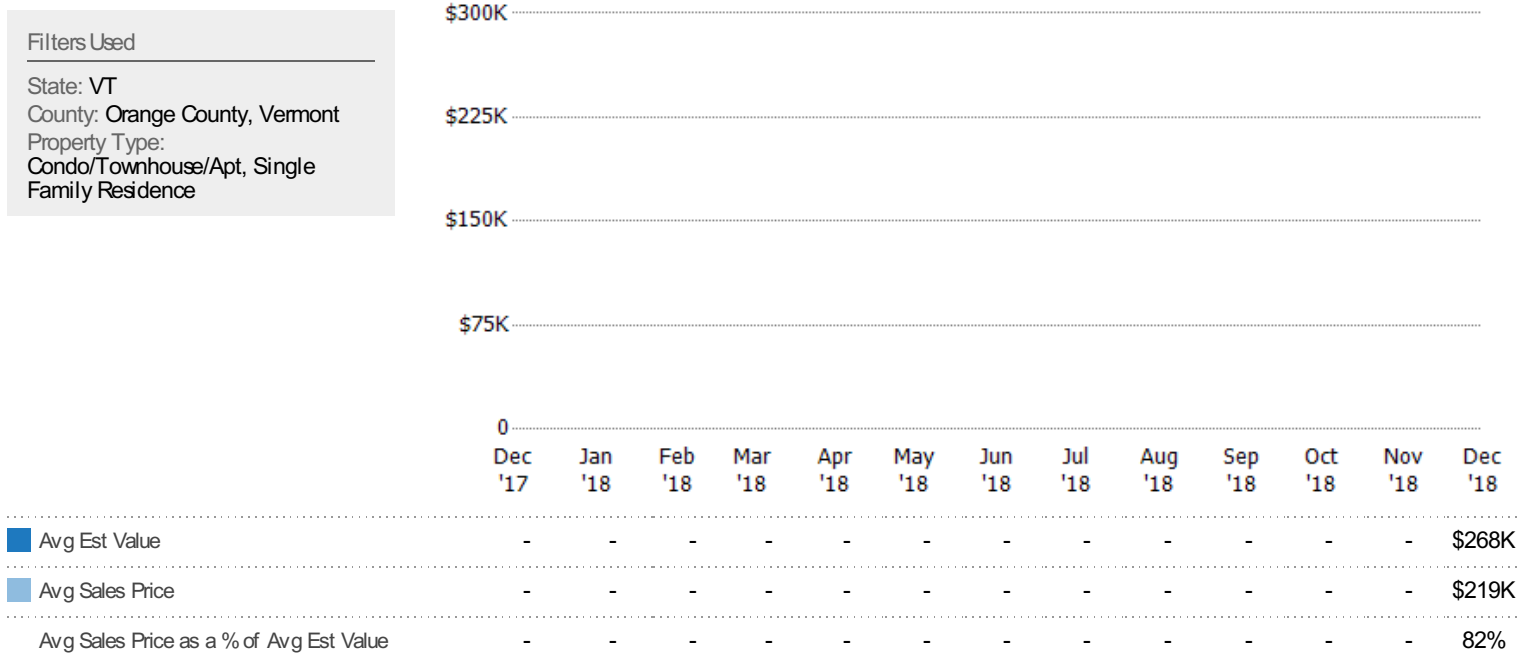 Filters Used
State: VT
County: Orange County, Vermont
Property Type:
Condo/Townhouse/Apt, Single
Family Residence
$300K
$225K
$150K
$75K
0
Dec Jan Feb Mar Apr May Jun Jul Aug Sep Oct Nov Dec
'17 '18 '18 '18 '18 '18 '18 '18 '18 '18 '18 '18 '18
Avg Est Value - - - - - - - - - - - - $268K
Avg Sales Price - - - - - - - - - - - - $219K
Avg Sales Price as a % of Avg Est Value - - - - - - - - - - - - 82%